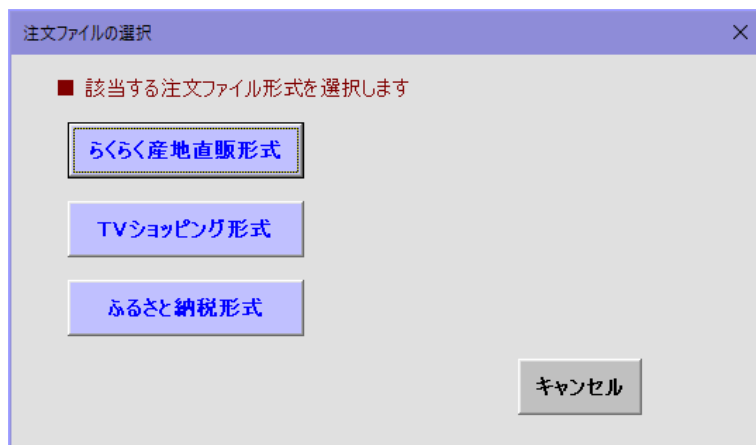 注文ファイルの選択
■ 該当する注文ファイル形式を選択します
らくらく産地直販形式
TVショッピング形式
ふるさと納税形式
キャンセル